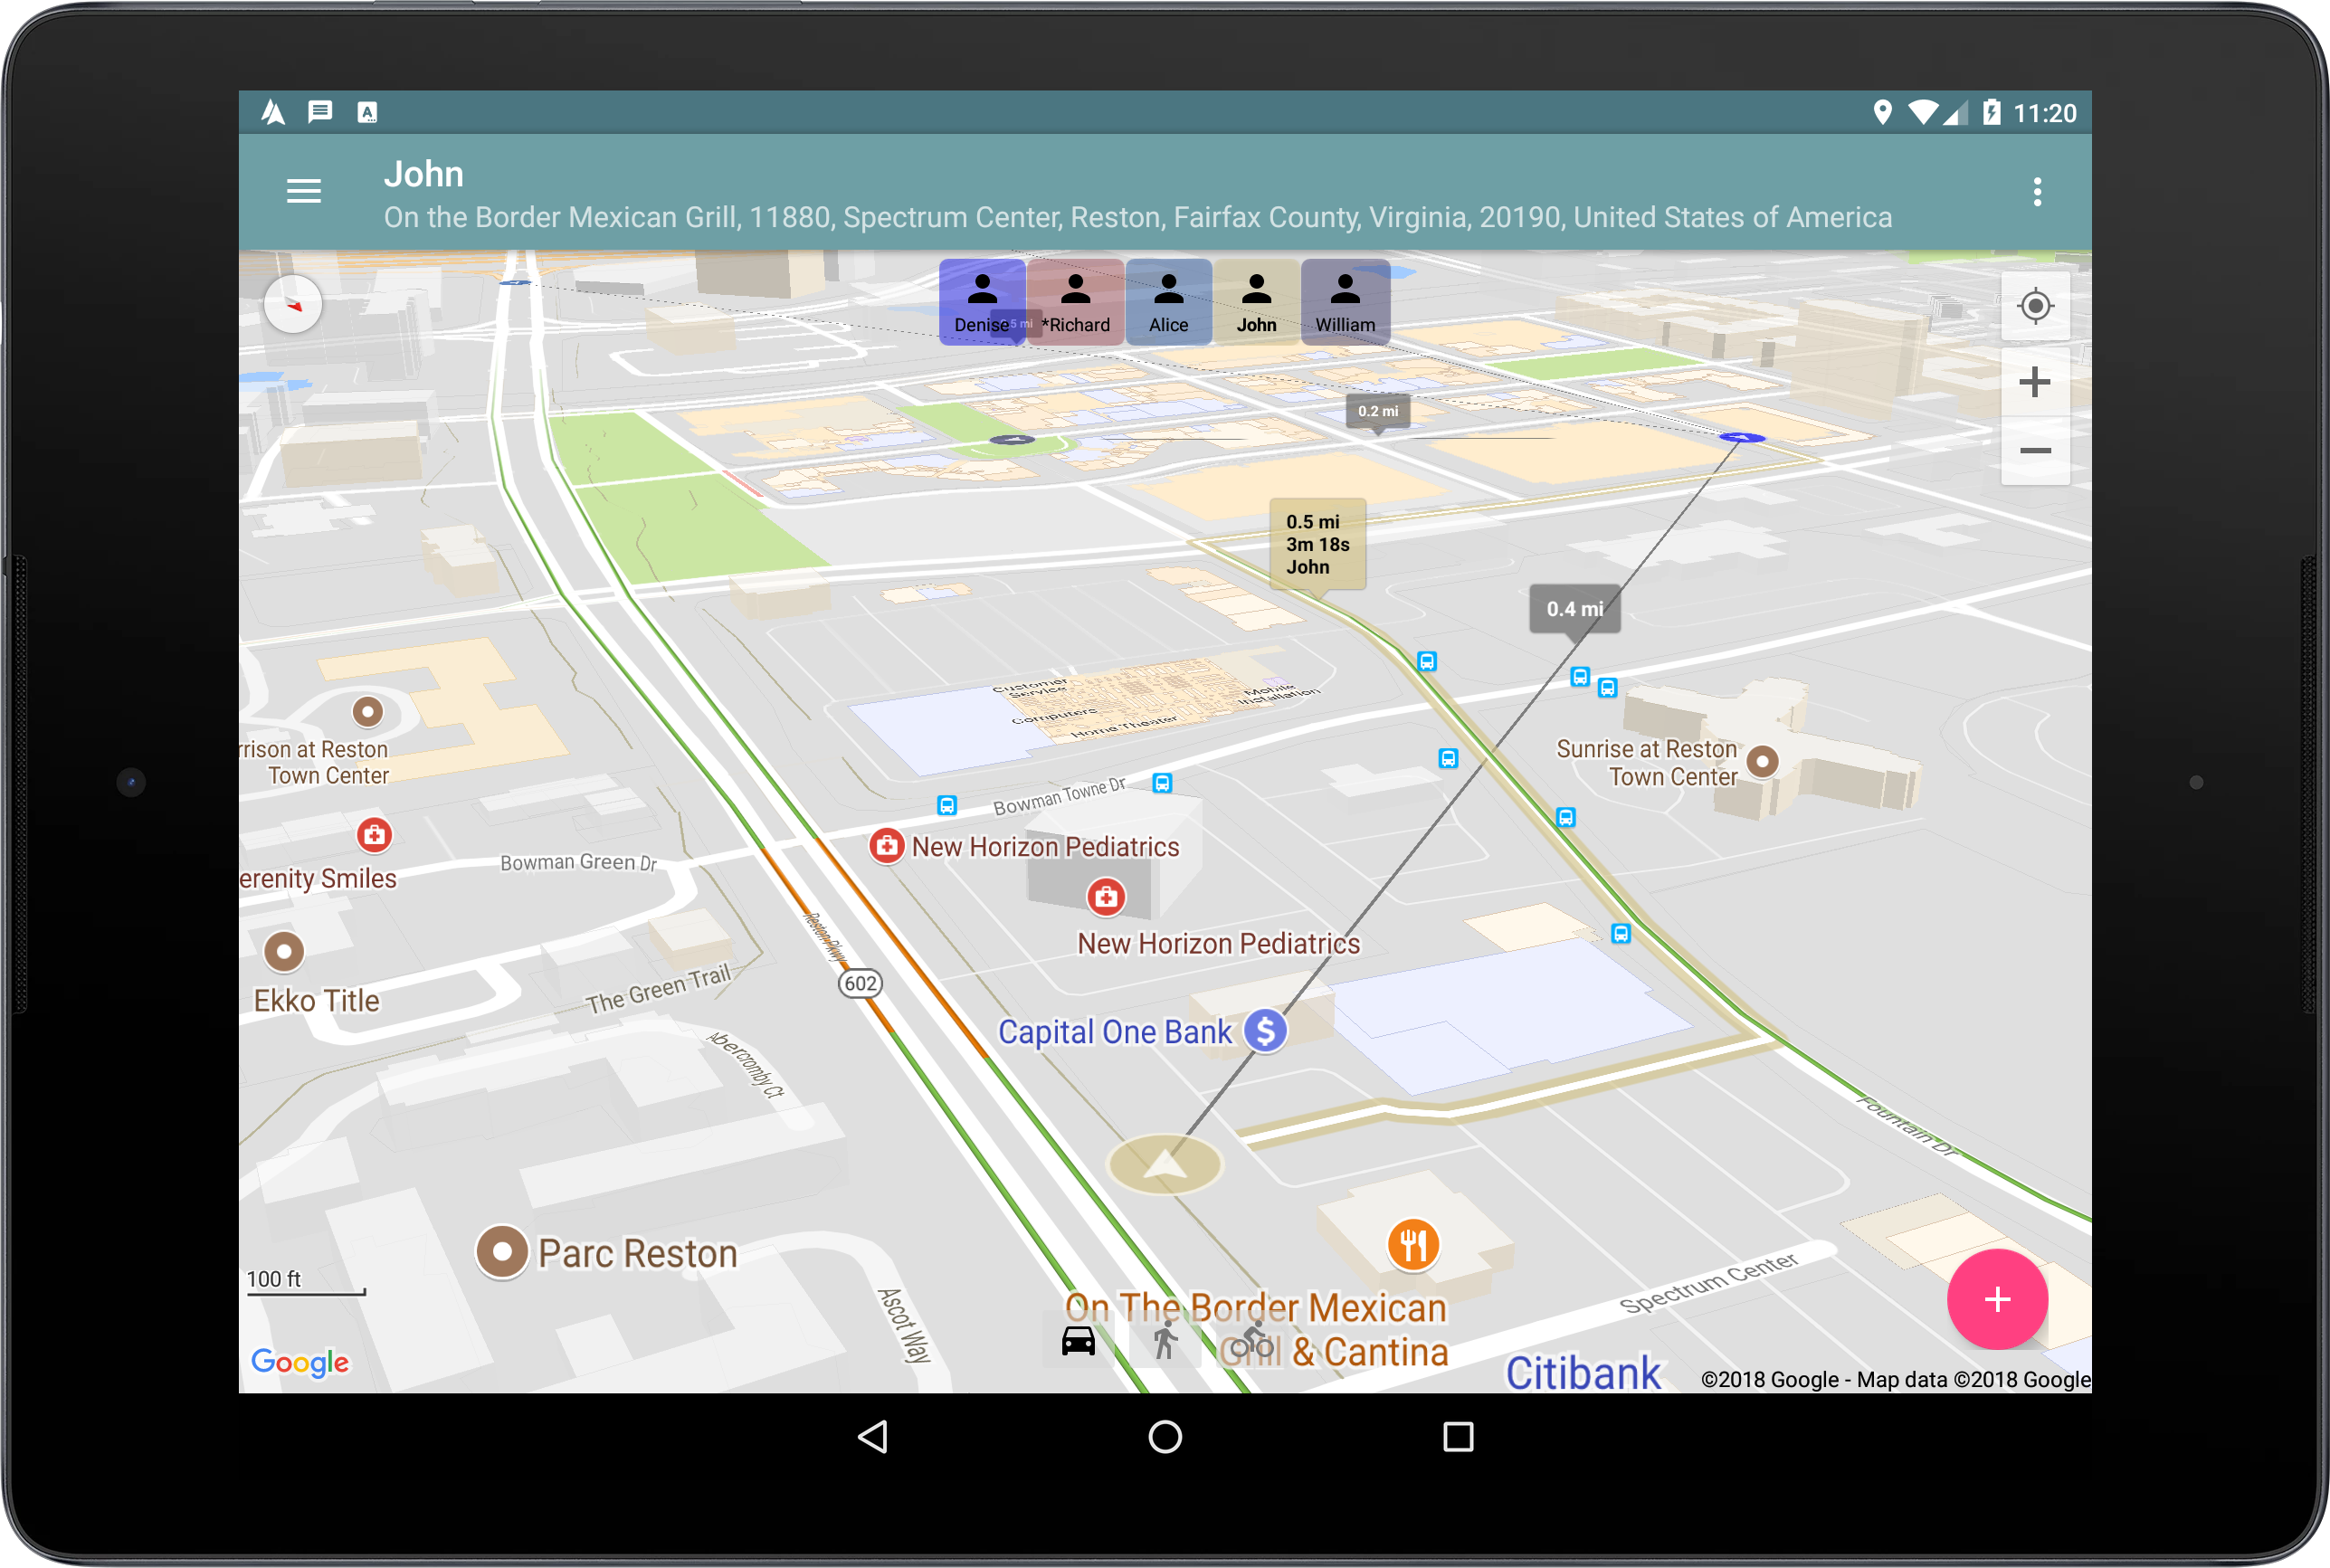 11:20
John
On the Border Mexican Grill, 11880, Spectrum Center, Reston, Fairfax County, Virginia, 20190, United States of America
Denise
*Richard
Alice
John
William
5 mi
0.2 mi
0.5 mi
3m 18s
John
0.4 mi
Customer
Service
Computers
Home Theater
Mobile
Installation
rrison at Reston
Town Center
Sunrise at Reston
Town Center
Bowman Towne Dr
New Horizon Pediatrics
Bowman Green Dr
erenity Smiles
New Horizon Pediatrics
Reston Pkwy
602
The Green Trail
Ekko Title
Capital One Bank
$
Abercromby Ct
Fountain Dr
Parc Reston
100 ft
Ascot Way
Spectrum Center
On The Border Mexican
Grill & Cantina
Google
Citibank
©2018 Google - Map data ©2018 Google